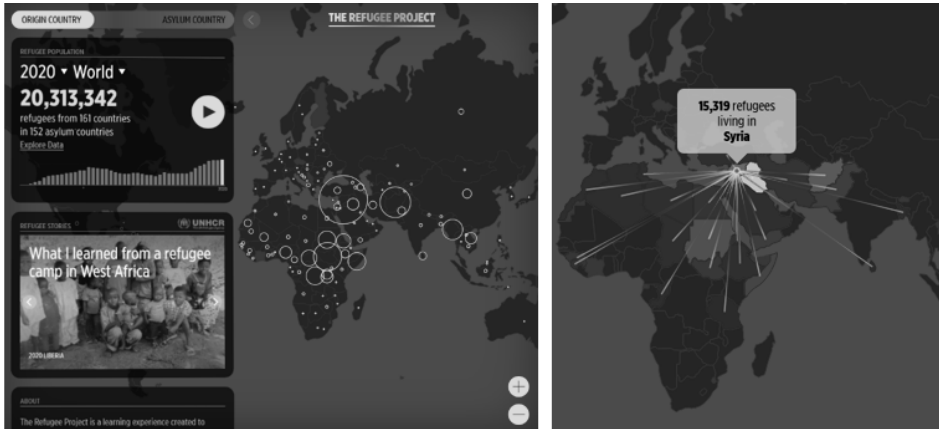 ORIGIN COUNTRY
ASYLUM COUNTRY
THE REFUGEE PROJECT
REFUGEE POPULATION
2020 World
20,313,342
refugees from 161 countries
in 152 asylum countries
Explore Data
2020
REFUGEE STORIES
UNHCR
What I learned from a refugee
camp in West Africa
2020 LIBERIA
ABOUT
The Refugee Project is a learning experience created to
15,319 refugees
living in
Syria